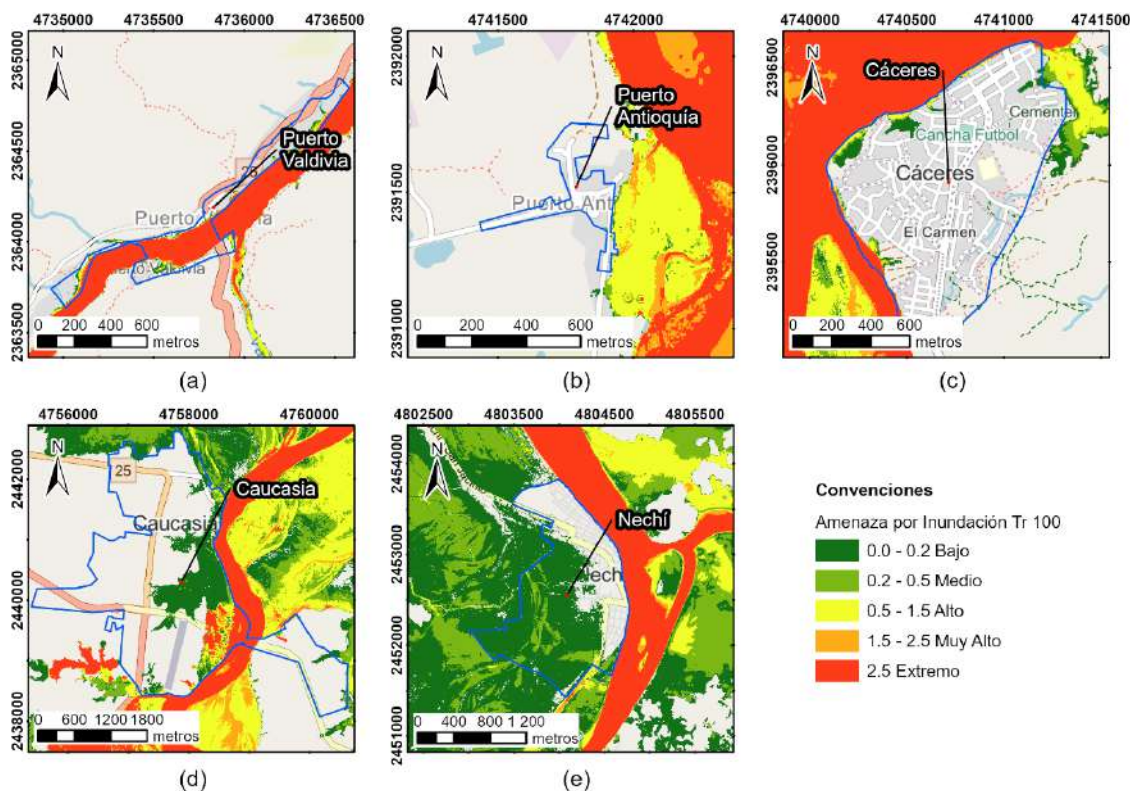 4735000 4735500 4736000 4736500
2365000
2364500
2364000
2363500
N
Puerto
Valdivia
Puerto
0 200 400 600
metros
(a)
4741500 4742000
2392000
2391500
2391000
N
Puerto
Antioquía
Puerto Ant
0 200 400 600
metros
(b)
4740000 4740500 4741000 4741500
2396500
2396000
2395500
N
Cáceres
Cementer
Cancha Futbol
Cáceres
El Carmen
0 200 400 600
metros
(c)
4756000 4758000 4760000
2442000
2440000
2438000
N
25
Caucasia
Caucasia
0 600 1200 1800
metros
(d)
4802500 4803500 4804500 4805500
2454000
2453000
2452000
2451000
N
Nechí
Nech
0 400 800 1 200
metros
(e)
Convenciones
Amenaza por Inundación Tr 100
0.0 - 0.2 Bajo
0.2 - 0.5 Medio
0.5 - 1.5 Alto
1.5 - 2.5 Muy Alto
2.5 Extremo